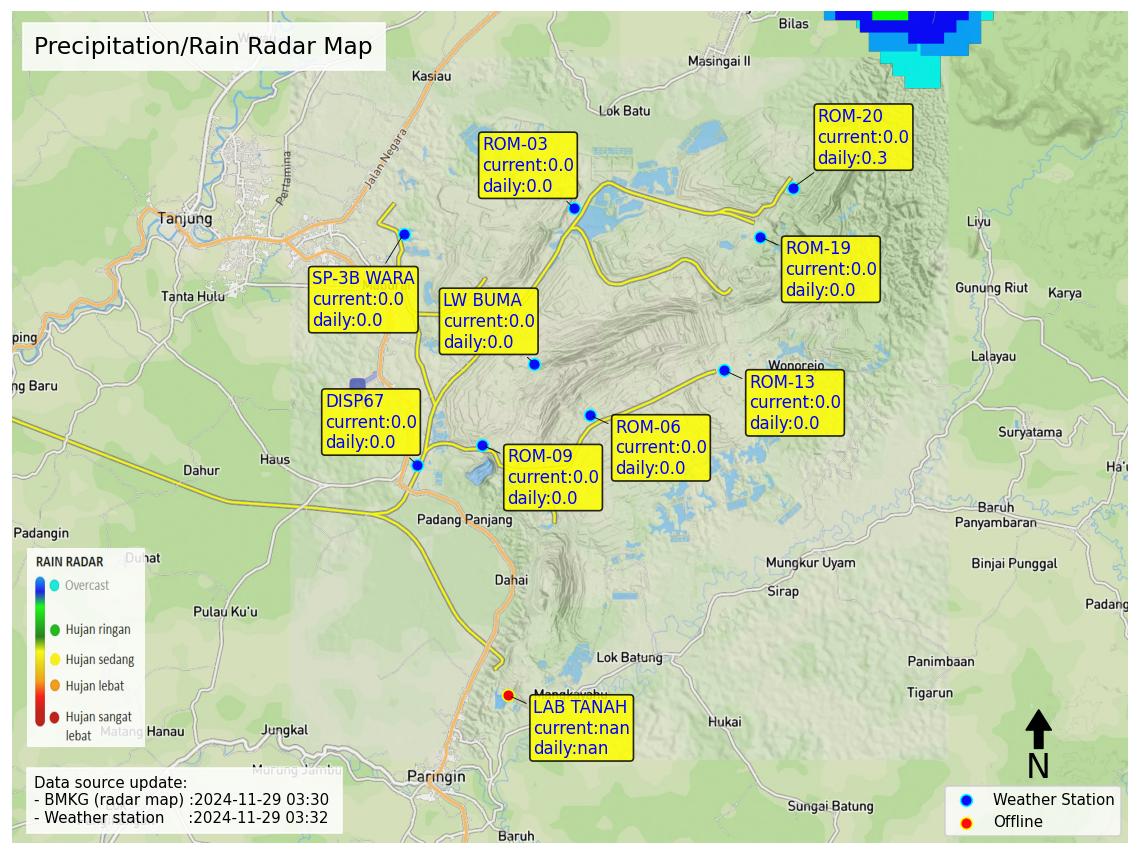 Precipitation/Rain Radar Map
Bilas
Masingai II
Kasiau
Lok Batu
Jalan Negara
Pertamina
Tanjung
Tanta Hulu
ROM-03
current:0.0
daily:0.0
ROM-20
current:0.0
daily:0.3
ROM-19
current:0.0
daily:0.0
SP-3B WARA
current:0.0
daily:0.0
LW BUMA
current:0.0
daily:0.0
Liyu
Gunung Riut
Karya
Lalayau
ping
ng Baru
Wonorejo
ROM-13
current:0.0
daily:0.0
DISP67
current:0.0
daily:0.0
ROM-06
current:0.0
daily:0.0
ROM-09
current:0.0
daily:0.0
Suryatama
Ha'u
Haus
Dahur
Baruh
Panyambaran
Padang Panjang
Padangin
Duhat
Binjai Punggal
Mungkur Uyam
Sirap
Dahai
Padang
Pulau Ku'u
RAIN RADAR
Overcast
Hujan ringan
Hujan sedang
Hujan lebat
Hujan sangat
lebat
Lok Batung
Panimbaan
Tigarun
Mangkayahu
LAB TANAH
current:nan
daily:nan
Hukai
Matang Hanau
Jungkal
Murung Jambu
Paringin
Sungai Batung
Baruh
N
Data source update:
- BMKG (radar map) :2024-11-29 03:30
- Weather station :2024-11-29 03:32
Weather Station
Offline